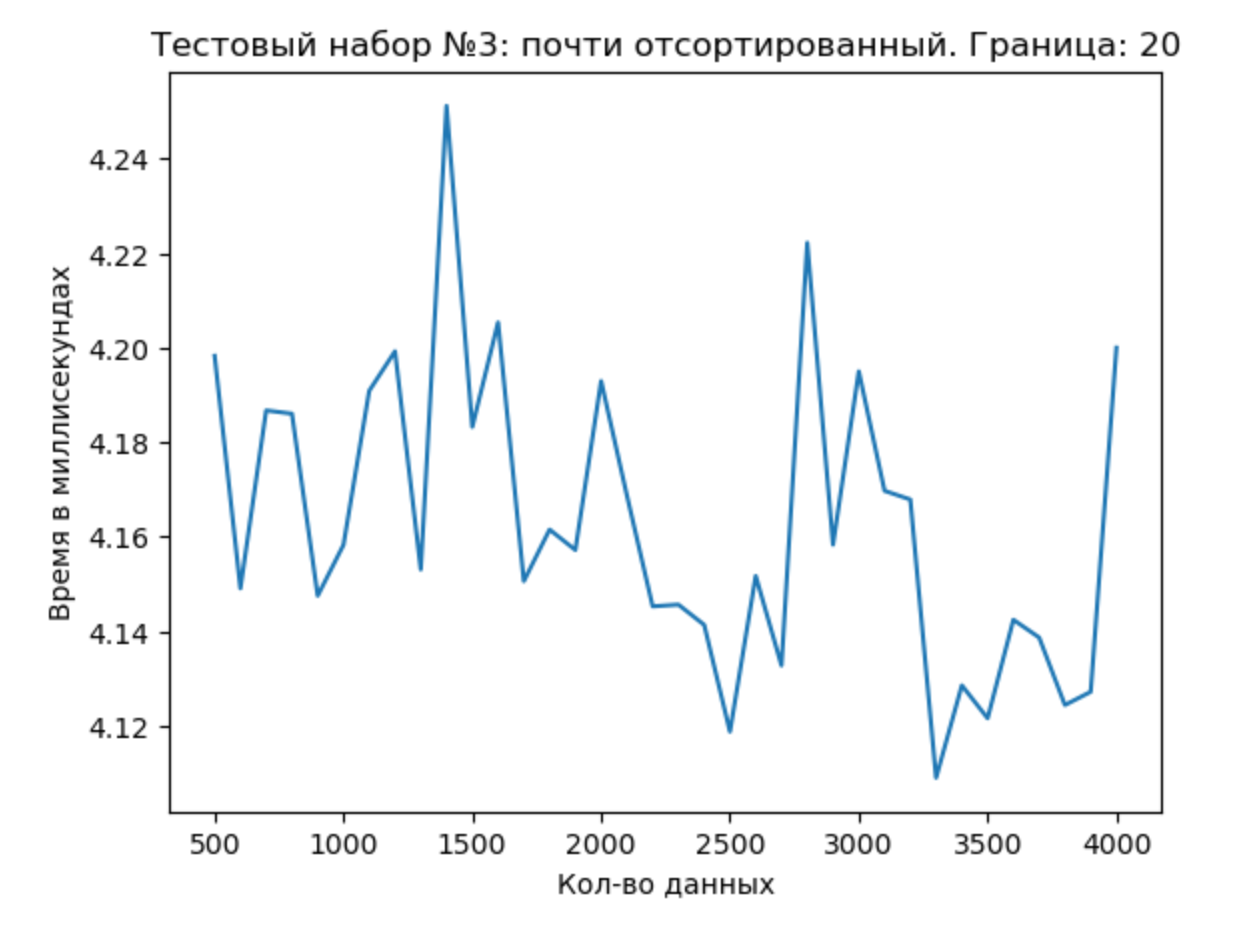 Тестовый набор №3: почти отсортированный. Граница: 20
Время в миллисекундах
4.24
4.22
4.20
4.18
4.16
4.14
4.12
500 1000 1500 2000 2500 3000 3500 4000
Кол-во данных